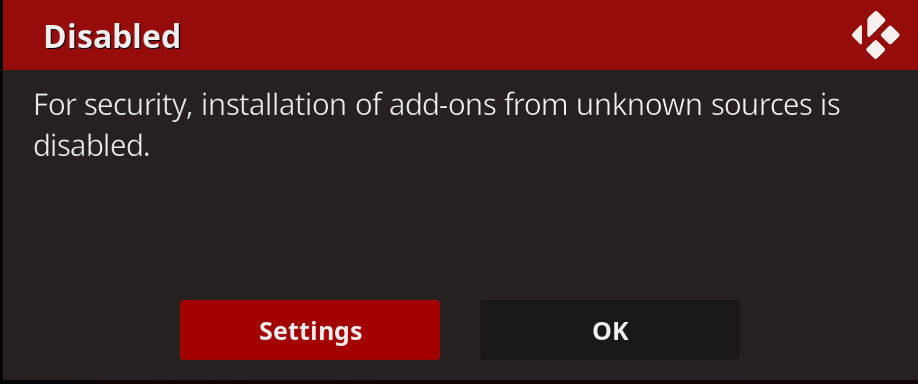 Disabled
For security, installation of add-ons from unknown sources is
disabled.
Settings
OK